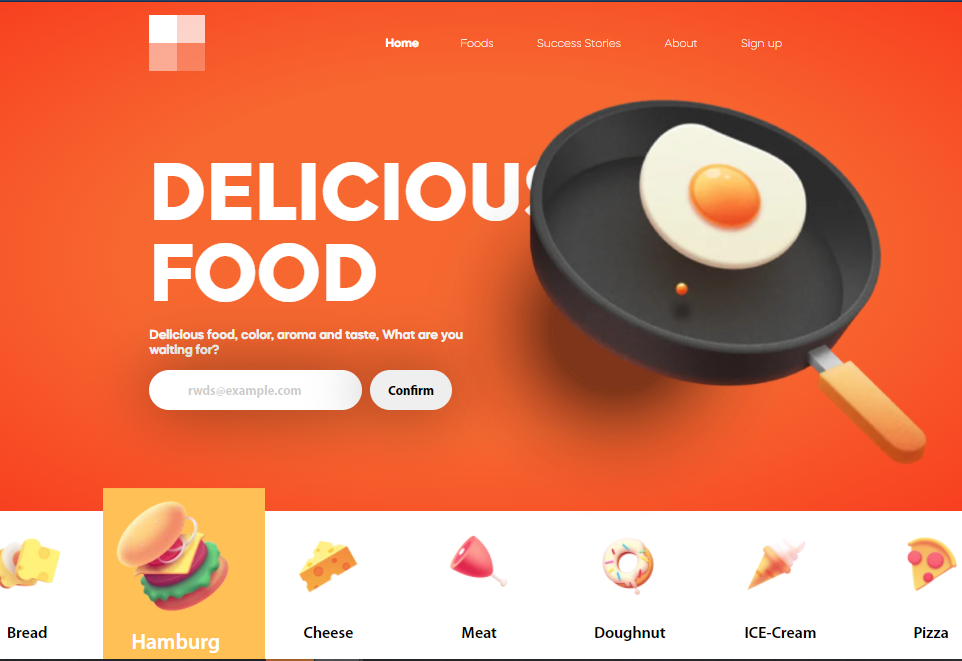 Home Foods Success Stories About Sign up
DELICIOUS
FOOD
Delicious food, color, aroma and taste, What are you
waiting for?
rwds@example.com Confirm
Bread Hamburg Cheese Meat Doughnut ICE-Cream Pizza